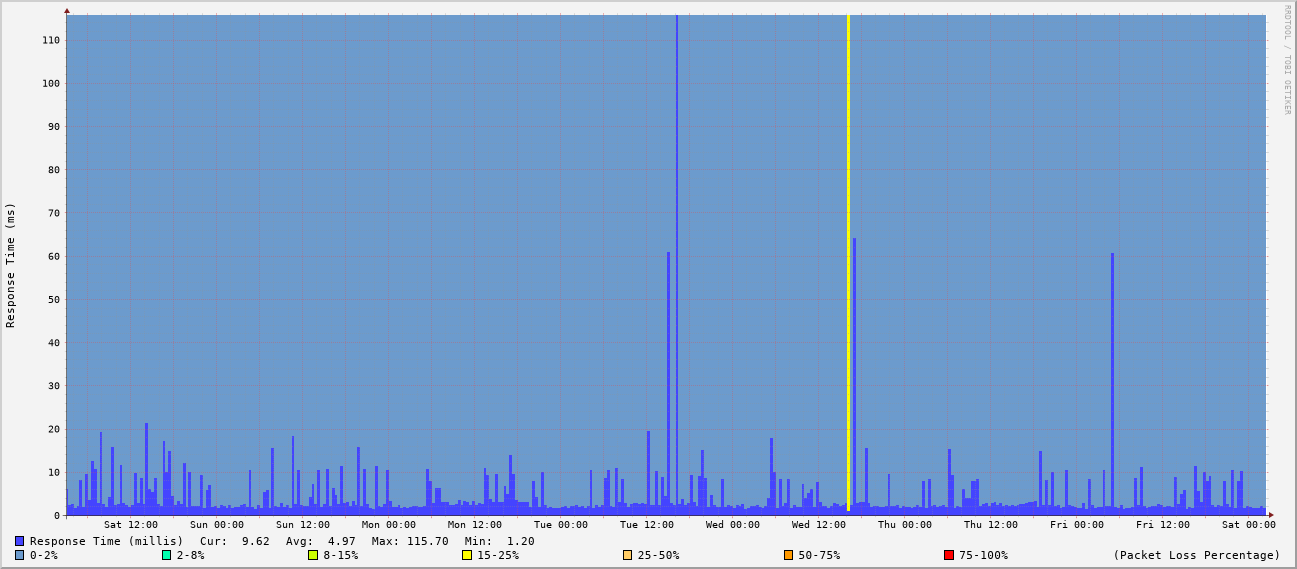 RRDTOOL / TOBI OETIKER
Response Time (ms)
110
100
90
80
70
60
50
40
30
20
10
0
Sat 12:00 Sun 00:00 Sun 12:00 Mon 00:00 Mon 12:00 Tue 00:00 Tue 12:00 Wed 00:00 Wed 12:00 Thu 00:00 Thu 12:00 Fri 00:00 Fri 12:00 Sat 00:00
Response Time (millis) Cur: 9.62 Avg: 4.97 Max: 115.70 Min: 1.20
0-2% 2-8% 8-15% 15-25% 25-50% 50-75% 75-100% (Packet Loss Percentage)